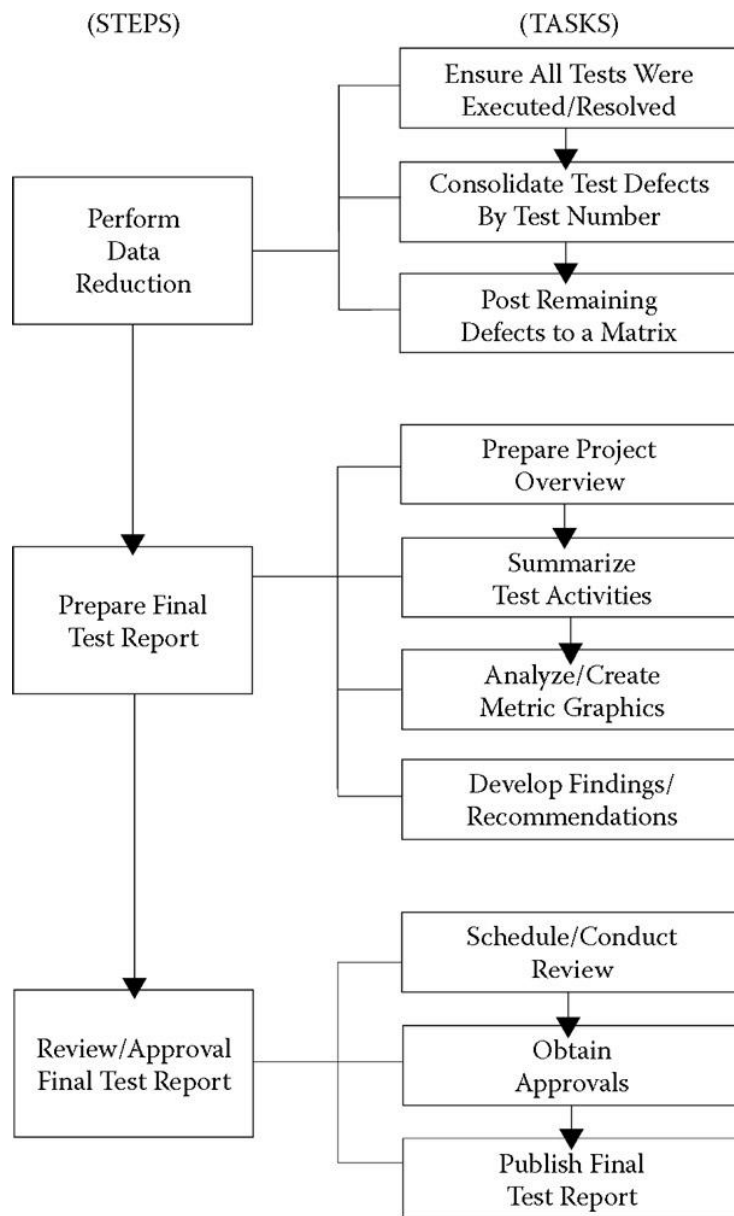 (STEPS)
(TASKS)
Perform
Data
Reduction
Ensure All Tests Were
Executed/Resolved
Consolidate Test Defects
By Test Number
Post Remaining
Defects to a Matrix
Prepare Final
Test Report
Prepare Project
Overview
Summarize
Test Activities
Analyze/Create
Metric Graphics
Develop Findings/
Recommendations
Review/Approval
Final Test Report
Schedule/Conduct
Review
Obtain
Approvals
Publish Final
Test Report